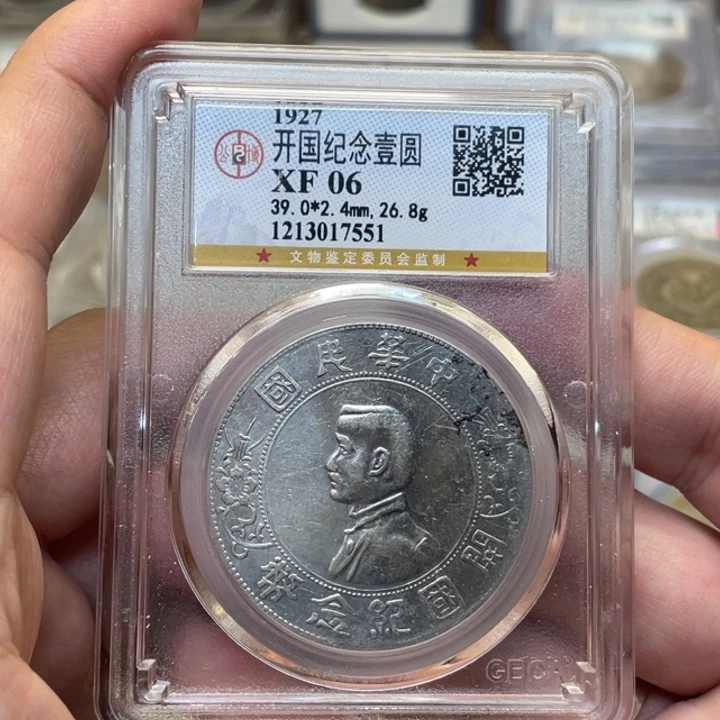 1927
开国纪念壹圆
XF 06
39.0*2.4mm,26.8g
1213017551
文物鉴定委员会监制
中華民國
開國紀念幣